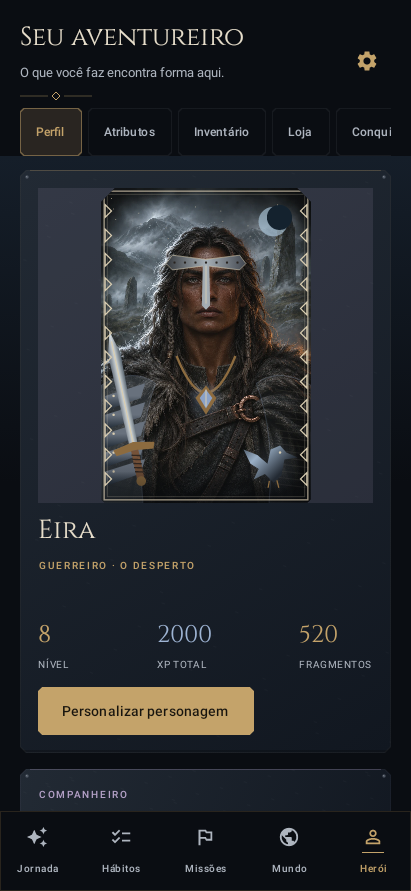 Seu aventureiro
O que você faz encontra forma aqui.
Perfil Atributos Inventário Loja Conqui
Eira
GUERREIRO · O DESPERTO
8 2000 520
NÍVEL XP TOTAL FRAGMENTOS
Personalizar personagem
COMPANHEIRO
Jornada Hábitos Missões Mundo Herói